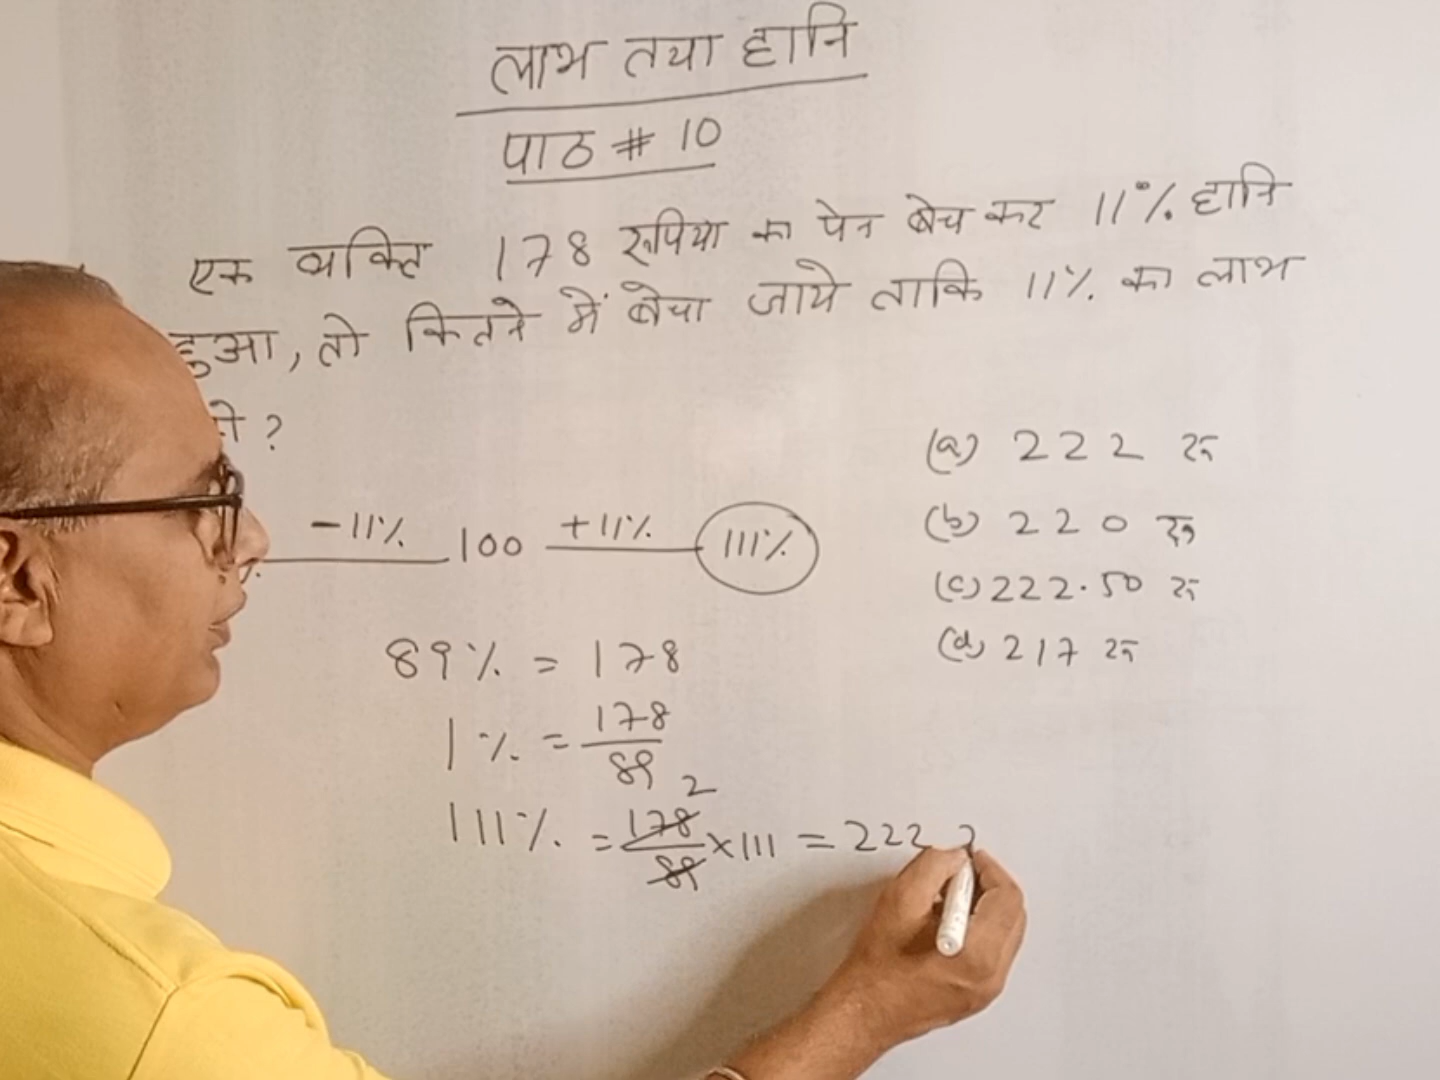 लाभ तथा हानि
पाठ # 10
एक व्यक्ति 178 रूपिया का पेन बेच कर 11% हानि
हुआ, तो कितने में बेचा जाये ताकि 11% का लाभ
?
(a) 222 रु
(b) 220 रु
(c) 222.50 रु
(d) 217 रु
-11% 100 +11% 111%
89% = 178
1% = 178/89
111% = 178/89 2 ×111 = 222